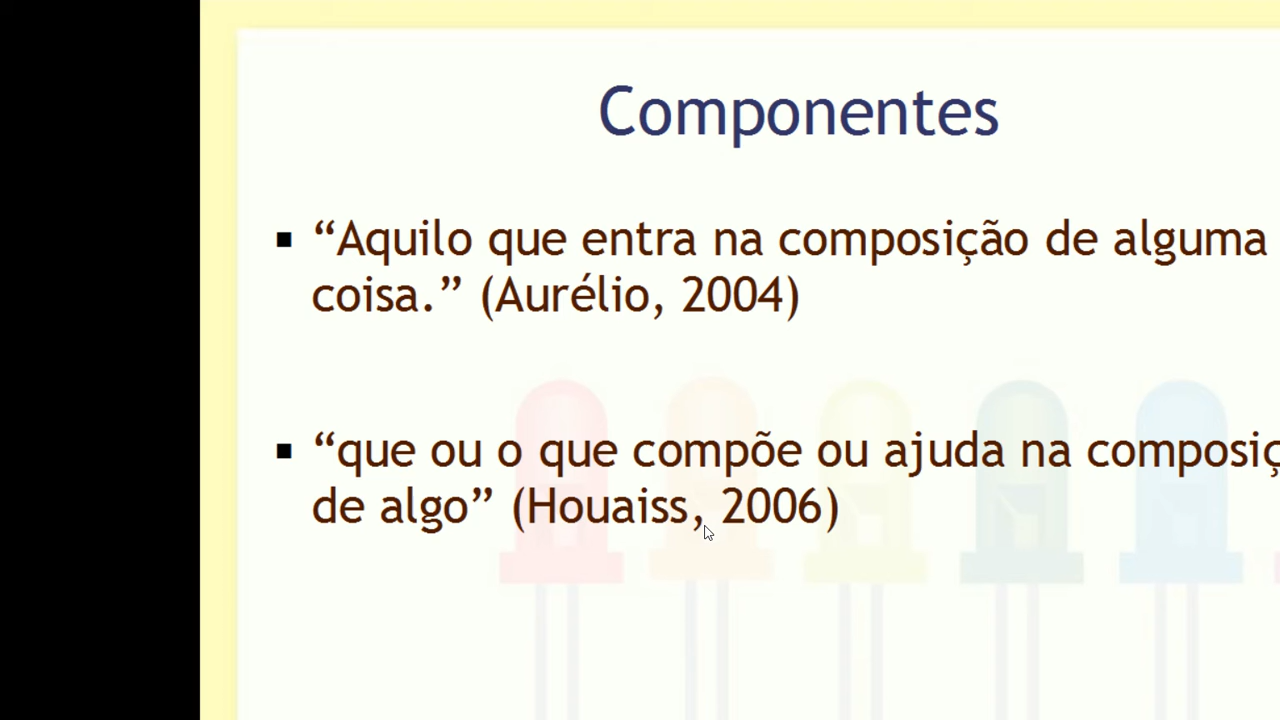 Componentes
▪ “Aquilo que entra na composição de alguma
coisa.” (Aurélio, 2004)
▪ “que ou o que compõe ou ajuda na composiç
de algo” (Houaiss, 2006)